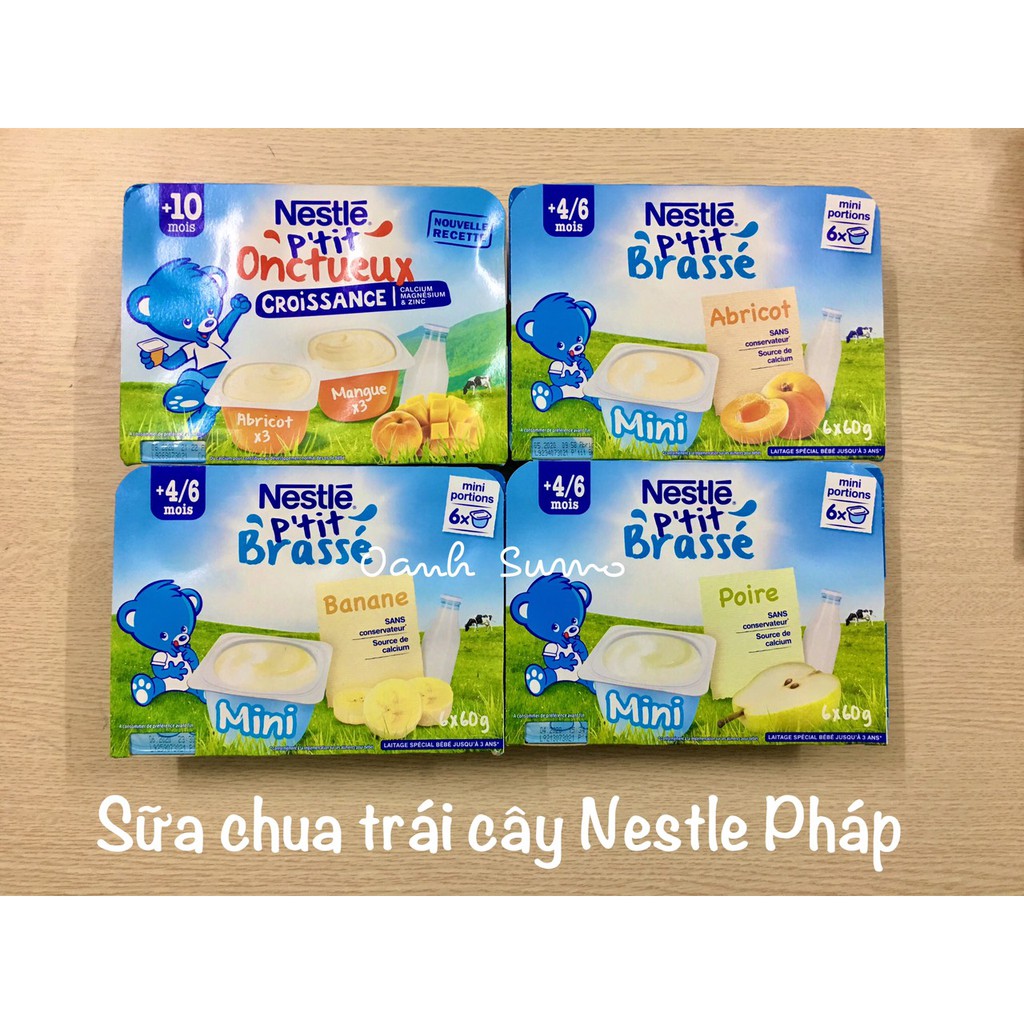 +10
mois
Nestlé
P'tit
Onctueux
CROiSSANCE
CALCIUM
MAGNÉSIUM
& ZINC
NOUVELLE
RECETTE
Abricot
x3
Mangue
x3
+4/6
mois
Nestlé
P'tit
Brassé
mini
portions
6x
Abricot
SANS
conservateur*
Source de
calcium
Mini
6x60g
LAITAGE SPÉCIAL BÉBÉ JUSQU'À 3 ANS*
+4/6
mois
Nestlé
P'tit
Brassé
mini
portions
6x
Banane
SANS
conservateur*
Source de
calcium
Mini
6x60g
LAITAGE SPÉCIAL BÉBÉ JUSQU'À 3 ANS*
+4/6
mois
Nestlé
P'tit
Brassé
mini
portions
6x
Poire
SANS
conservateur*
Source de
calcium
Mini
6x60g
LAITAGE SPÉCIAL BÉBÉ JUSQU'À 3 ANS*
Oanh Sumo
Sữa chua trái cây Nestle Pháp